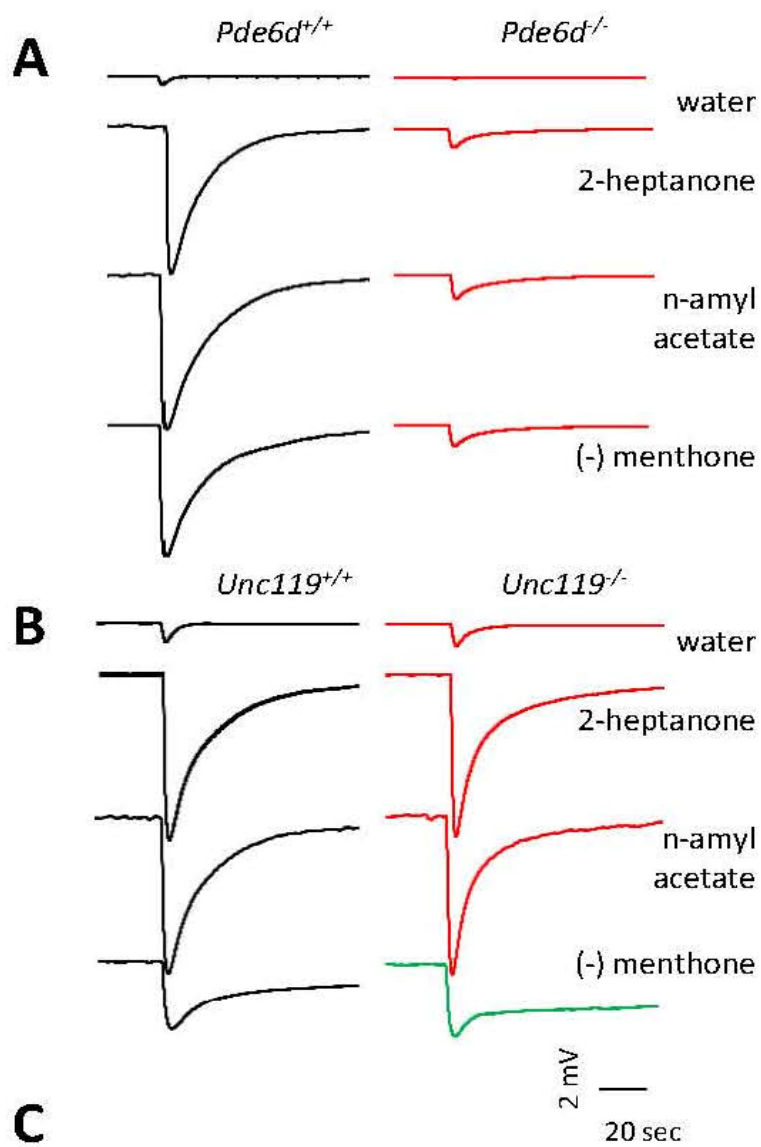 A
Pde6d+/+ Pde6d-/-
water
2-heptanone
n-amyl
acetate
(-) menthone
B
Unc119+/+ Unc119-/-
water
2-heptanone
n-amyl
acetate
(-) menthone
2 mV
20 sec
C